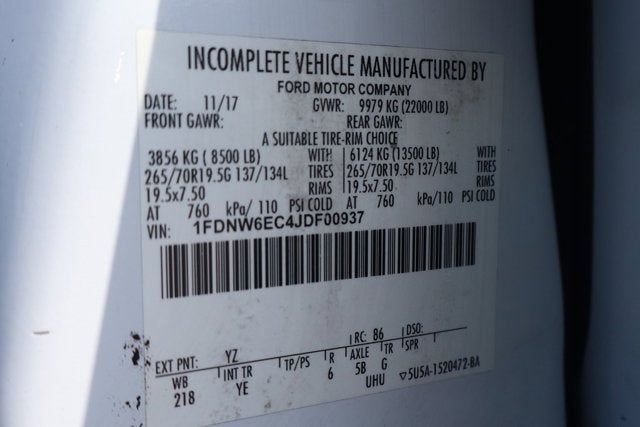 INCOMPLETE VEHICLE MANUFACTURED BY
FORD MOTOR COMPANY
DATE: 11/17 GVWR: 9979 KG (22000 LB)
FRONT GAWR: REAR GAWR:
A SUITABLE TIRE-RIM CHOICE
3856 KG ( 8500 LB) WITH 6124 KG (13500 LB) WITH
265/70R19.5G 137/134L TIRES 265/70R19.5G 137/134L TIRES
19.5x7.50 RIMS 19.5x7.50 RIMS
AT 760 kPa/ 110 PSI COLD AT 760 kPa/ 110 PSI COLD
VIN: 1FDNW6EC4JDF00937
EXT PNT: YZ RC: 86 DSO:
WB INT TR TP/PS R AXLE TR SPR
218 YE 6 5B G
UHU ▽5U5A-1520472-BA